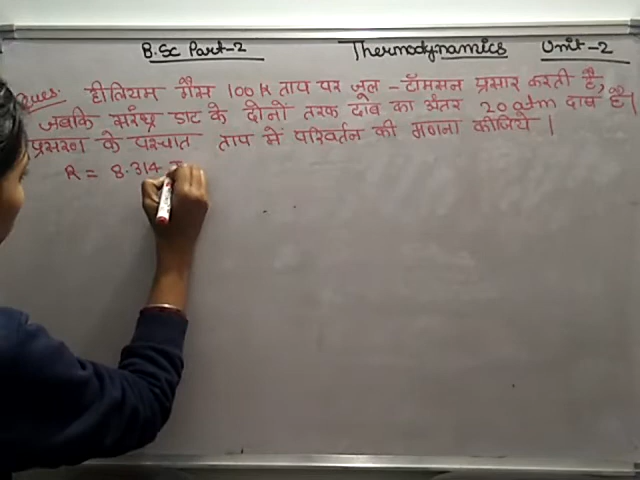 B.Sc Part-2 Thermodynamics Unit-2
Ques. हीलियम गैस 100 K ताप पर जूल - टॉमसन प्रसार करती है,
जबकि सरंध्र डाट के दोनों तरफ दाब का अंतर 20 atm दाब है।
प्रसरण के पश्चात ताप में परिवर्तन की गणना कीजिये।
R = 8.314